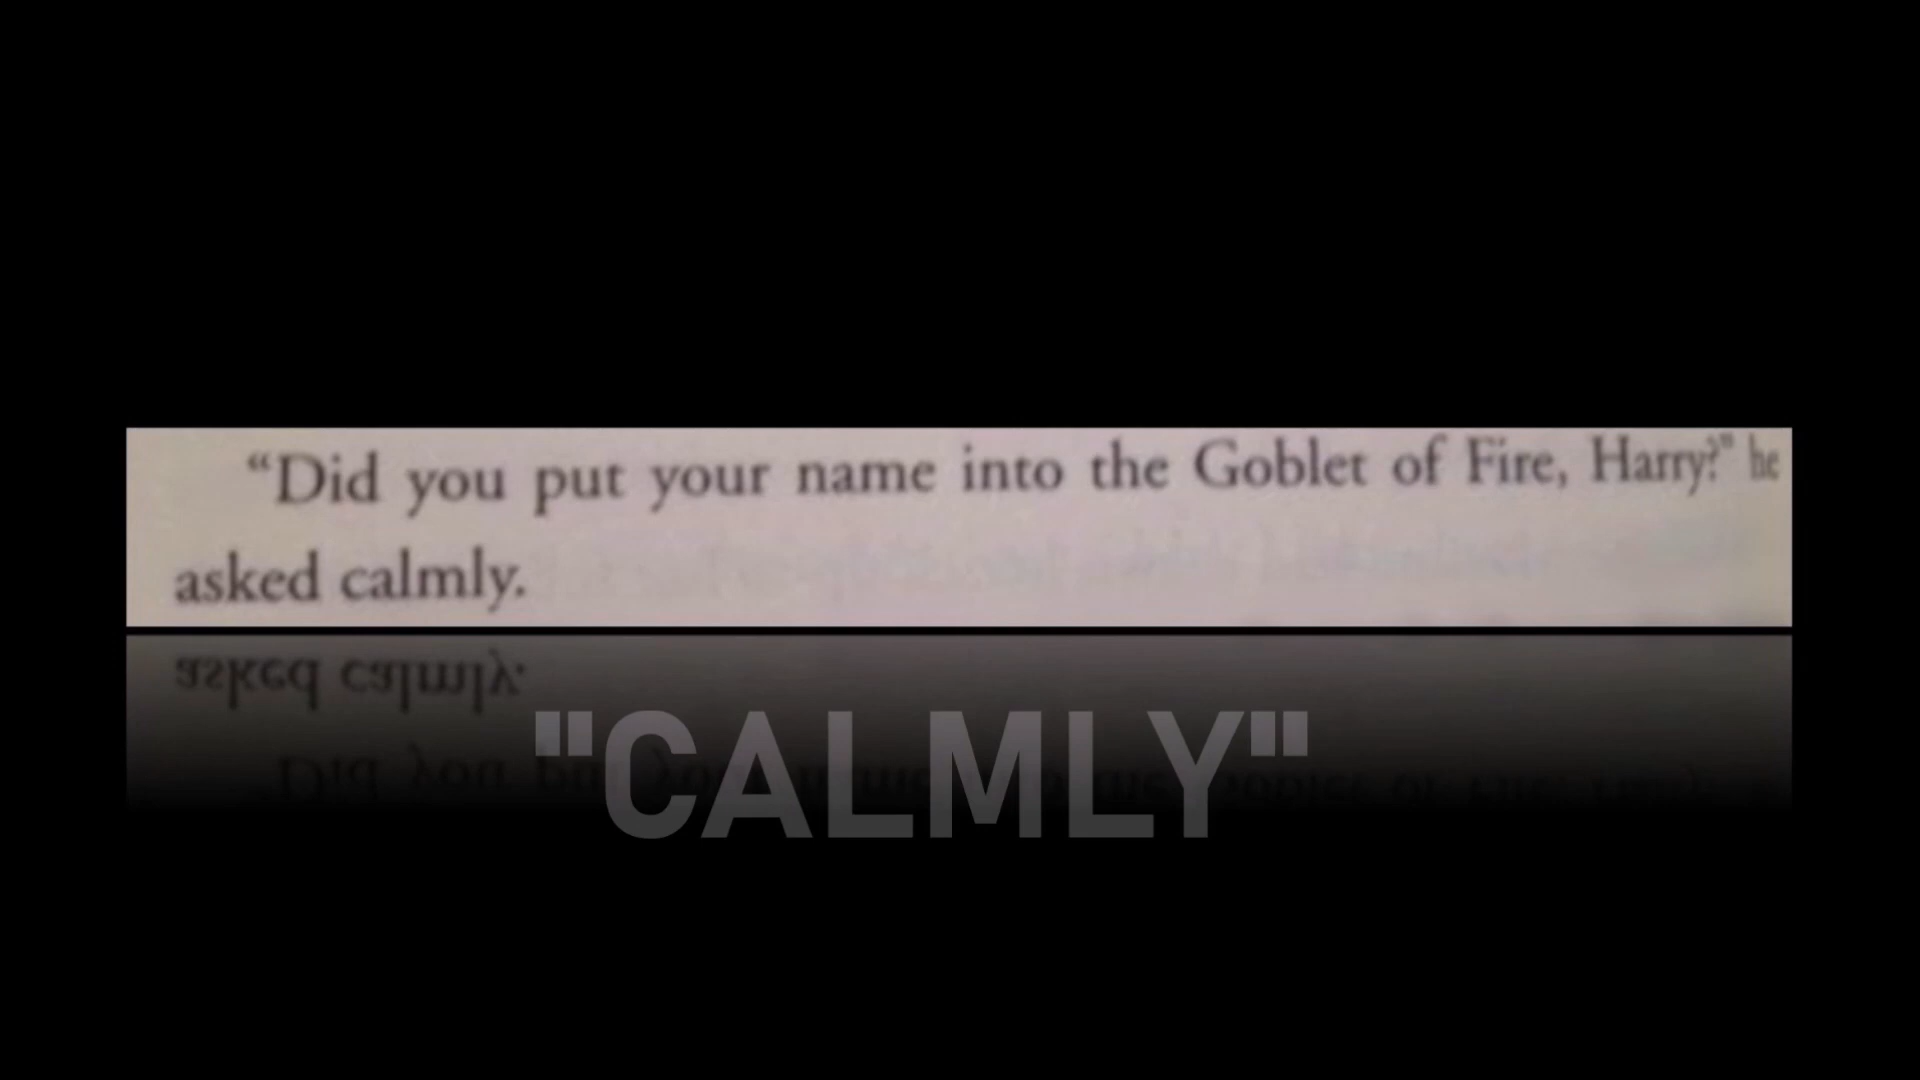 “Did you put your name into the Goblet of Fire, Harry?” he
asked calmly.
"CALMLY"